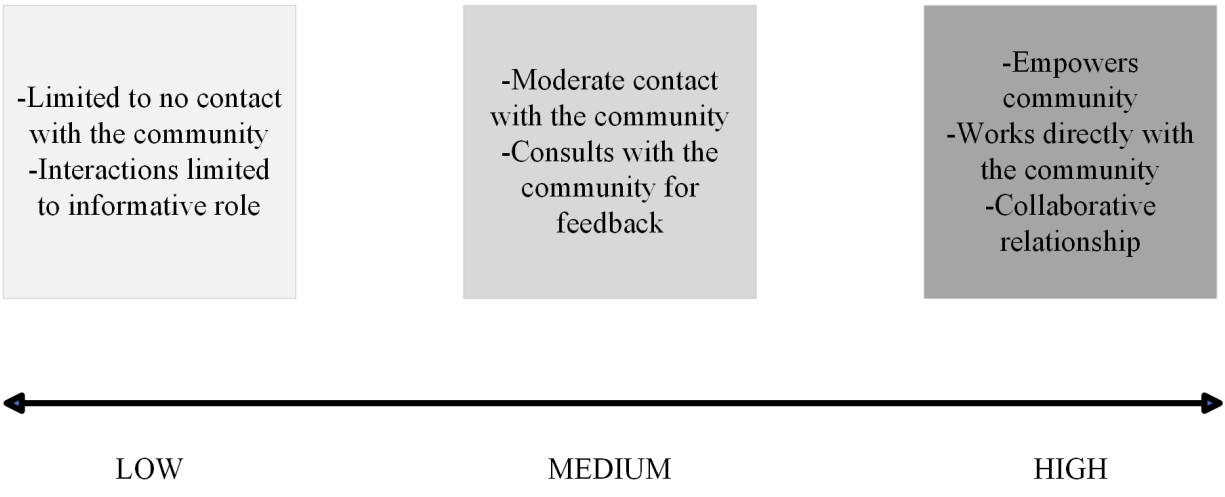 -Limited to no contact
with the community
-Interactions limited
to informative role
-Moderate contact
with the community
-Consults with the
community for
feedback
-Empowers
community
-Works directly with
the community
-Collaborative
relationship
LOW
MEDIUM
HIGH